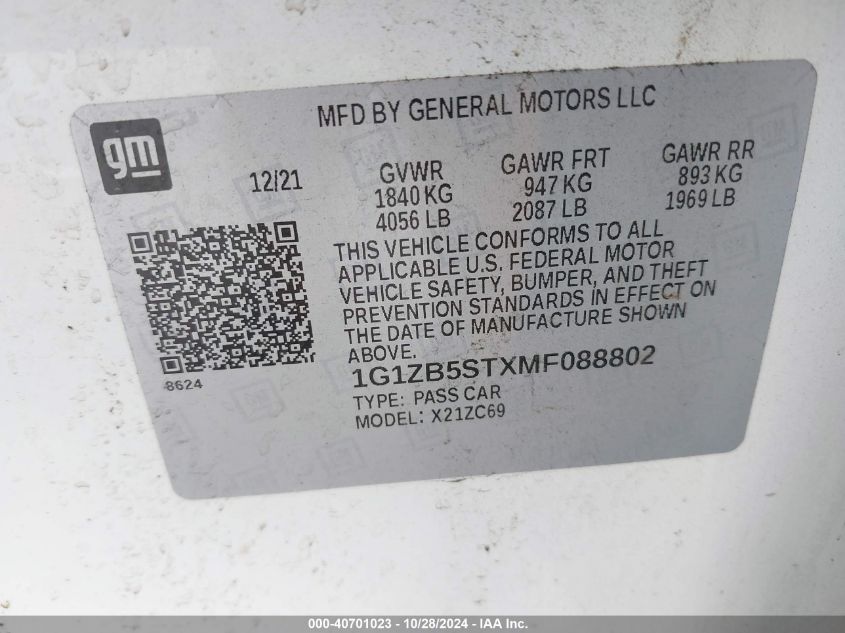 MFD BY GENERAL MOTORS LLC
gm
12/21
GVWR GAWR FRT GAWR RR
1840 KG 947 KG 893 KG
4056 LB 2087 LB 1969 LB
THIS VEHICLE CONFORMS TO ALL
APPLICABLE U.S. FEDERAL MOTOR
VEHICLE SAFETY, BUMPER, AND THEFT
PREVENTION STANDARDS IN EFFECT ON
THE DATE OF MANUFACTURE SHOWN
ABOVE.
8624
1G1ZB5STXMF088802
TYPE: PASS CAR
MODEL: X21ZC69
000-40701023 - 10/28/2024 - IAA Inc.